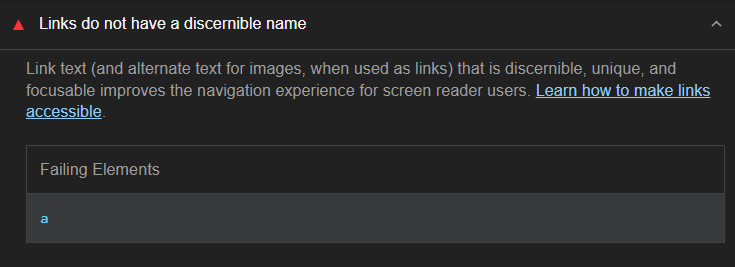 Links do not have a discernible name
Link text (and alternate text for images, when used as links) that is discernible, unique, and
focusable improves the navigation experience for screen reader users. Learn how to make links
accessible.
Failing Elements
a